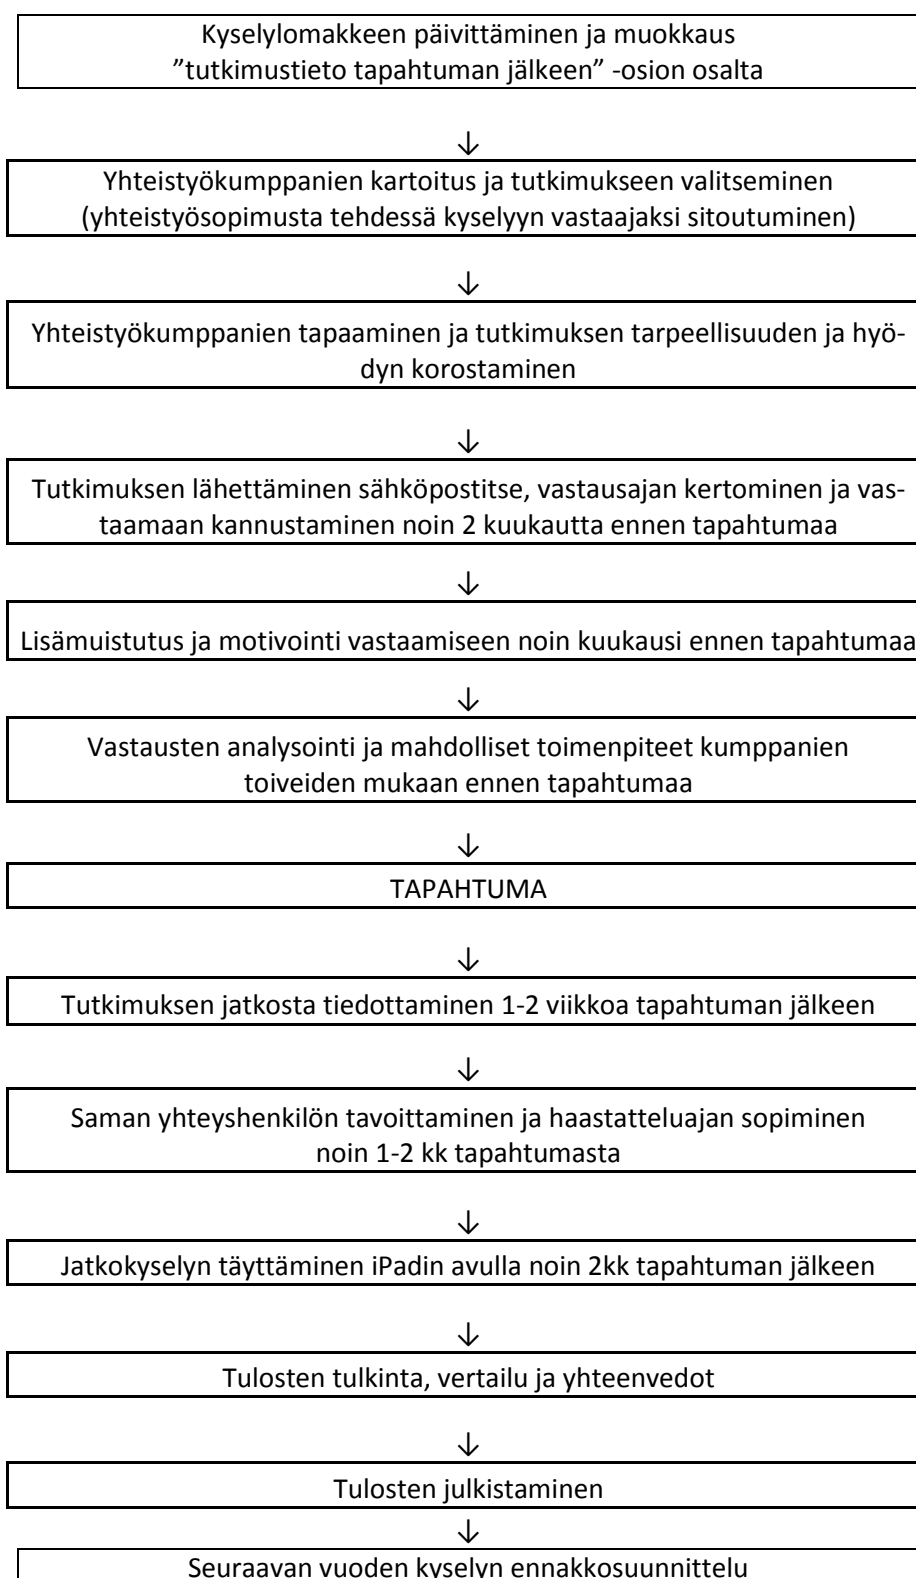 Kyselylomakkeen päivittäminen ja muokkaus
”tutkimustieto tapahtuman jälkeen” -osion osalta
↓
Yhteistyökumppanien kartoitus ja tutkimukseen valitseminen
(yhteistyösopimusta tehdessä kyselyyn vastaajaksi sitoutuminen)
↓
Yhteistyökumppanien tapaaminen ja tutkimuksen tarpeellisuuden ja hyö-
dyn korostaminen
↓
Tutkimuksen lähettäminen sähköpostitse, vastausajan kertominen ja vas-
taamaan kannustaminen noin 2 kuukautta ennen tapahtumaa
↓
Lisämuistutus ja motivointi vastaamiseen noin kuukausi ennen tapahtumaa
↓
Vastausten analysointi ja mahdolliset toimenpiteet kumppanien
toiveiden mukaan ennen tapahtumaa
↓
TAPAHTUMA
↓
Tutkimuksen jatkosta tiedottaminen 1-2 viikkoa tapahtuman jälkeen
↓
Saman yhteyshenkilön tavoittaminen ja haastatteluajan sopiminen
noin 1-2 kk tapahtumasta
↓
Jatkokyselyn täyttäminen iPadin avulla noin 2kk tapahtuman jälkeen
↓
Tulosten tulkinta, vertailu ja yhteenvedot
↓
Tulosten julkistaminen
↓
Seuraavan vuoden kyselyn ennakkosuunnittelu